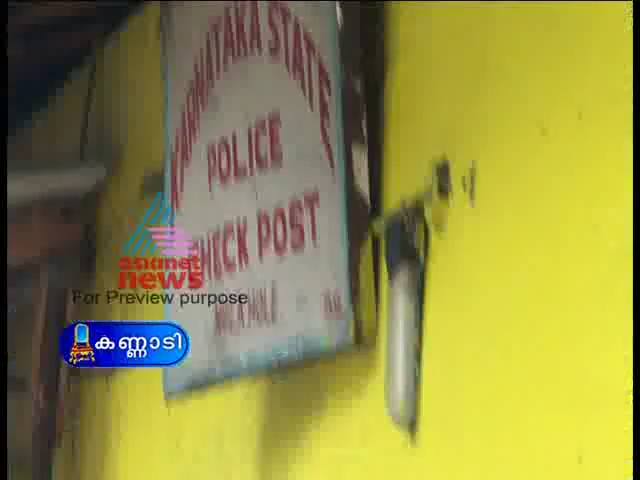 KARNATAKA STATE
POLICE
CHECK POST
asianet
news
For Preview purpose
കണ്ണാടി